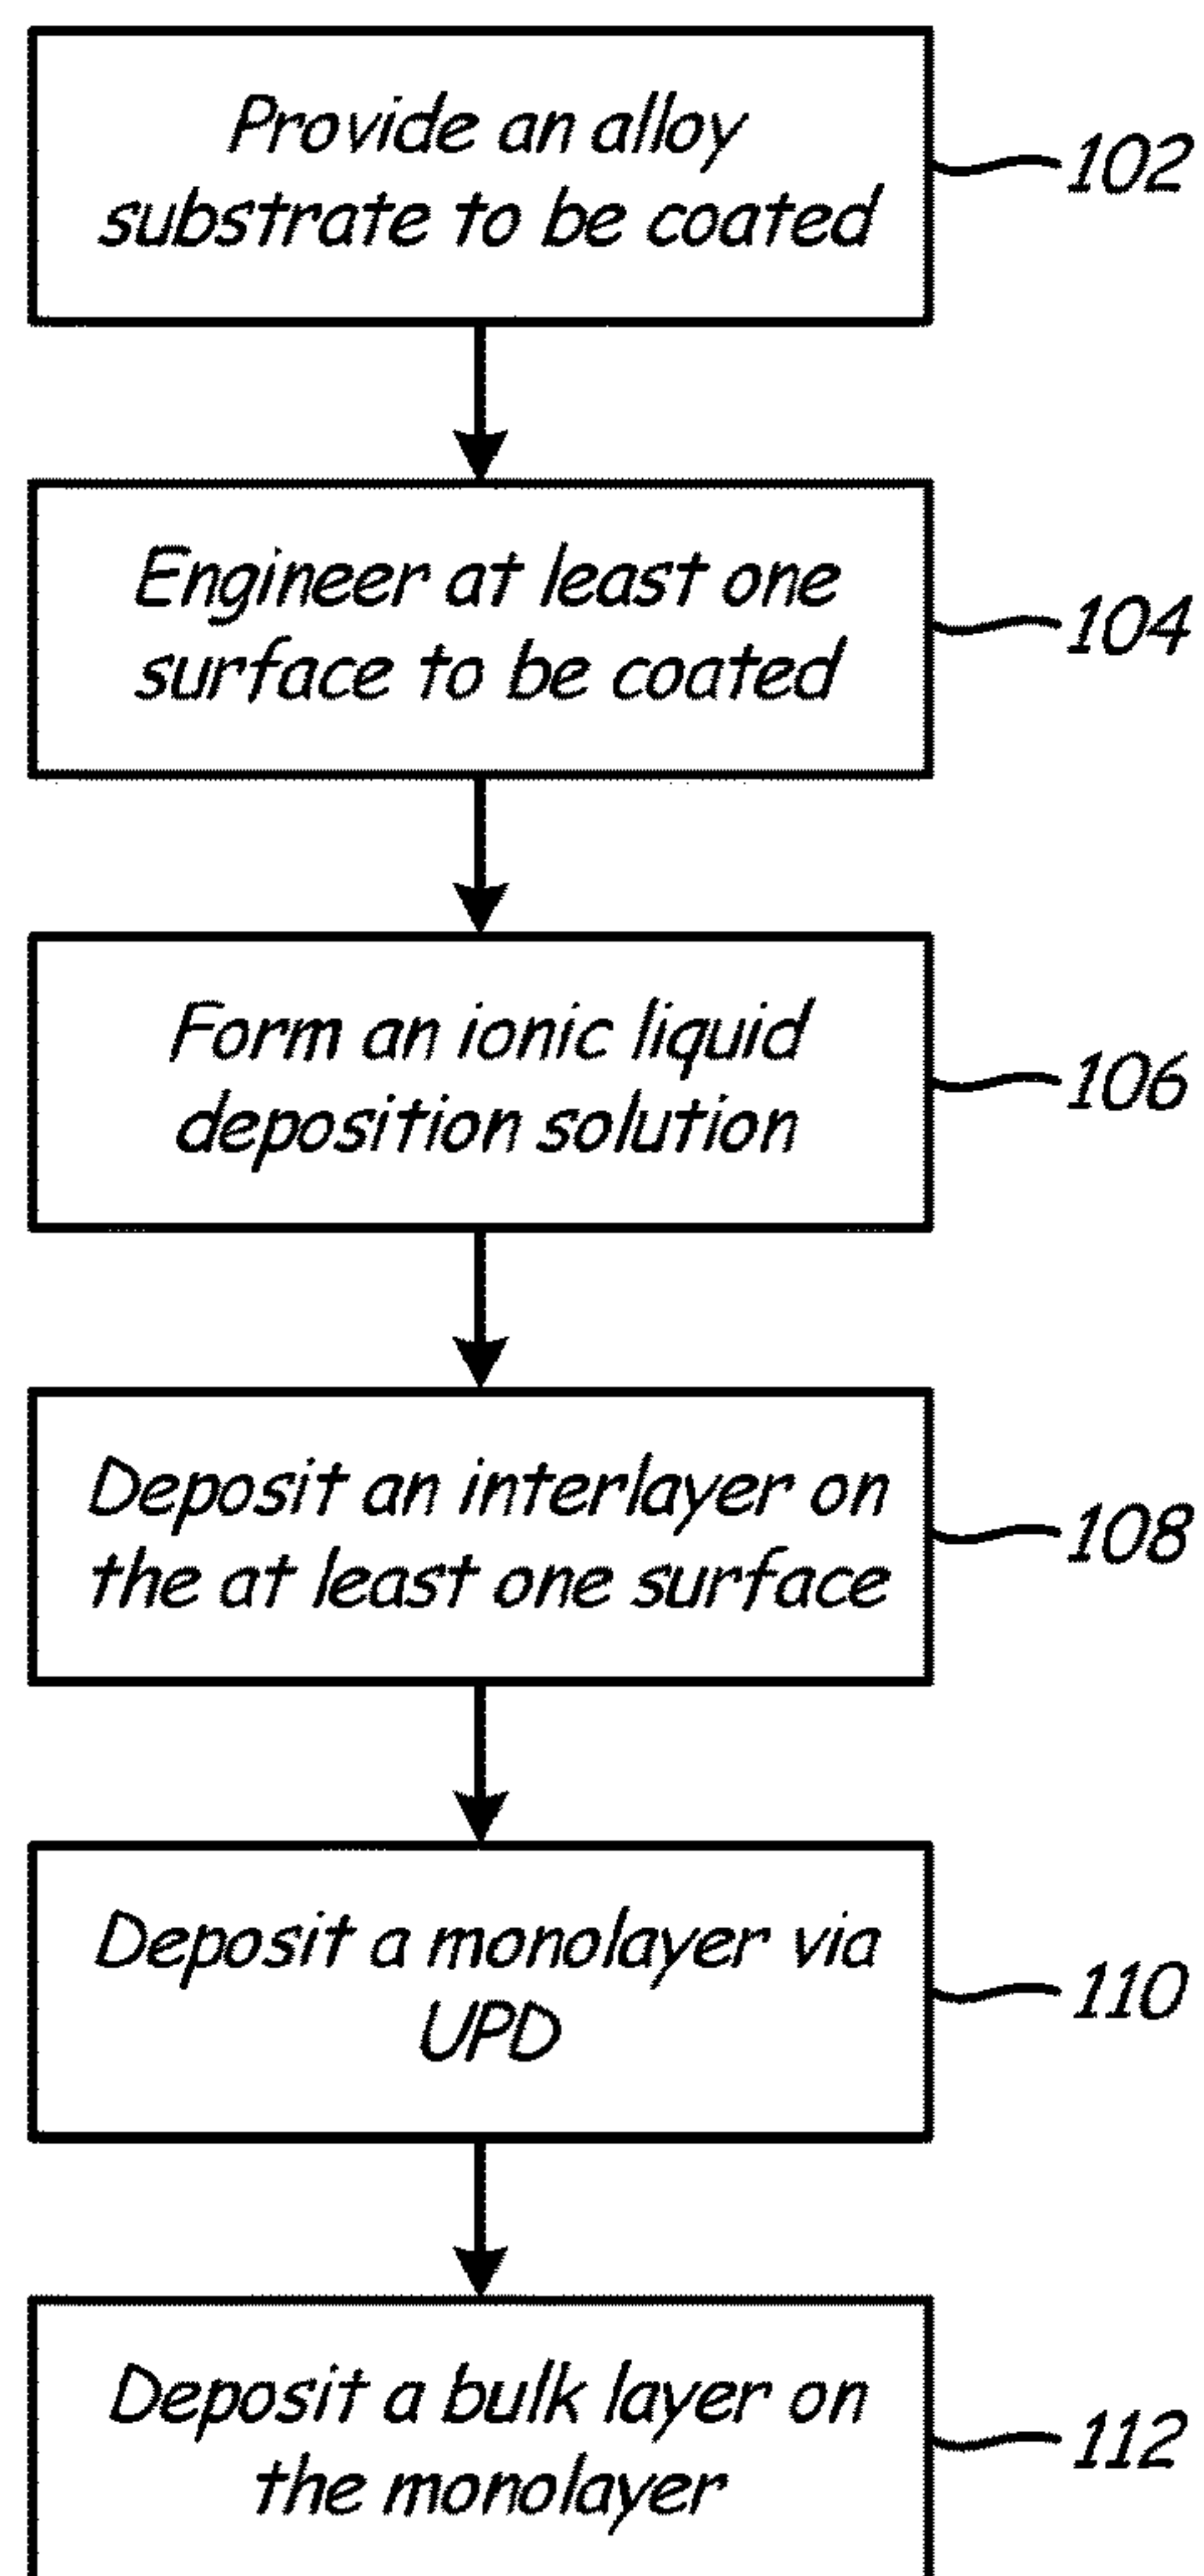 Provide an alloy
substrate to be coated
102
Engineer at least one
surface to be coated
104
Form an ionic liquid
deposition solution
106
Deposit an interlayer on
the at least one surface
108
Deposit a monolayer via
UPD
110
Deposit a bulk layer on
the monolayer
112